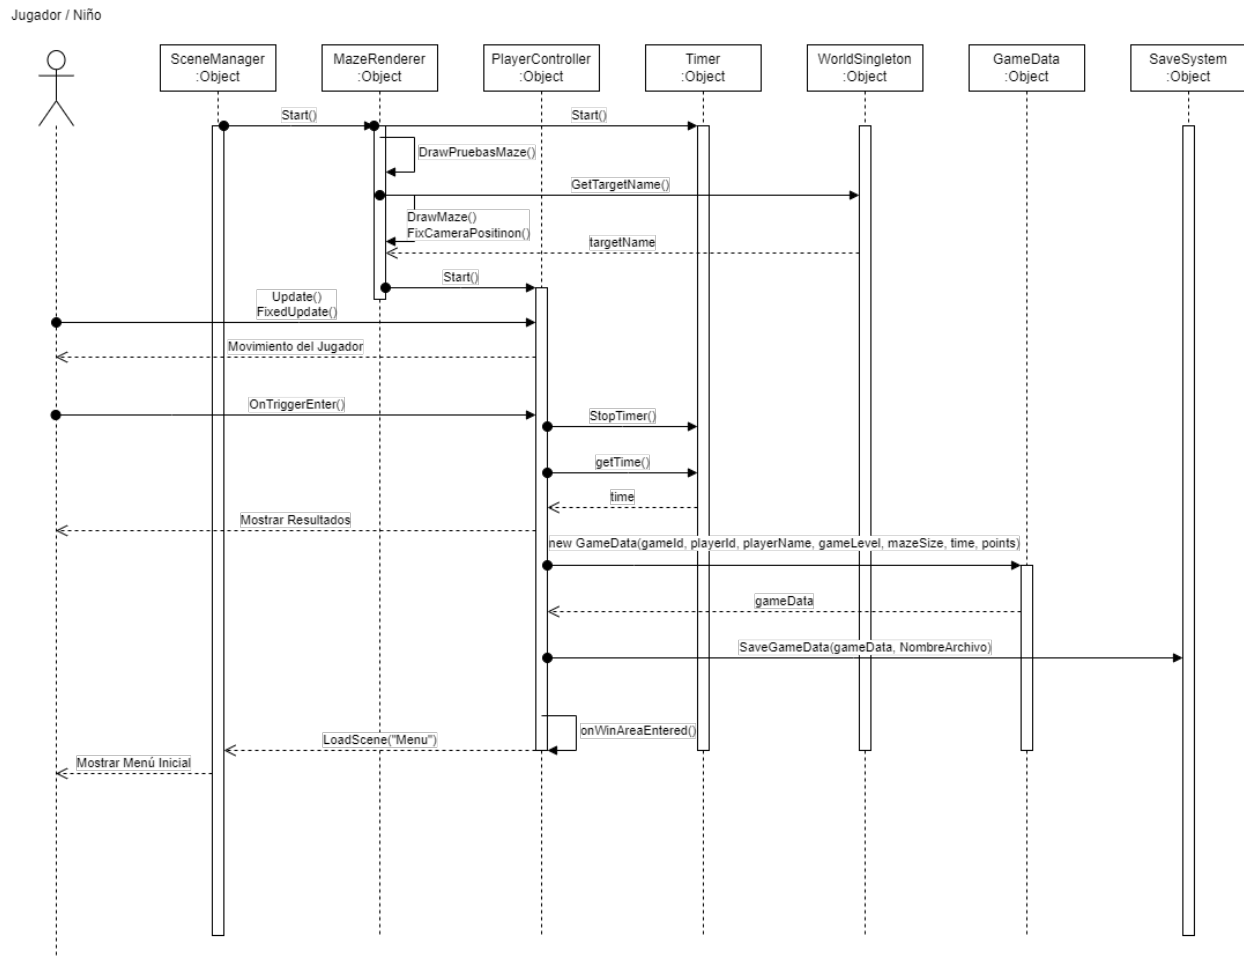 Jugador / Niño
SceneManager
:Object
MazeRenderer
:Object
PlayerController
:Object
Timer
:Object
WorldSingleton
:Object
GameData
:Object
SaveSystem
:Object
Start()
Start()
DrawPruebasMaze()
GetTargetName()
DrawMaze()
FixCameraPositinon()
targetName
Start()
Update()
FixedUpdate()
Movimiento del Jugador
OnTriggerEnter()
StopTimer()
getTime()
time
Mostrar Resultados
new GameData(gameId, playerId, playerName, gameLevel, mazeSize, time, points)
gameData
SaveGameData(gameData, NombreArchivo)
onWinAreaEntered()
LoadScene("Menu")
Mostrar Menú Inicial